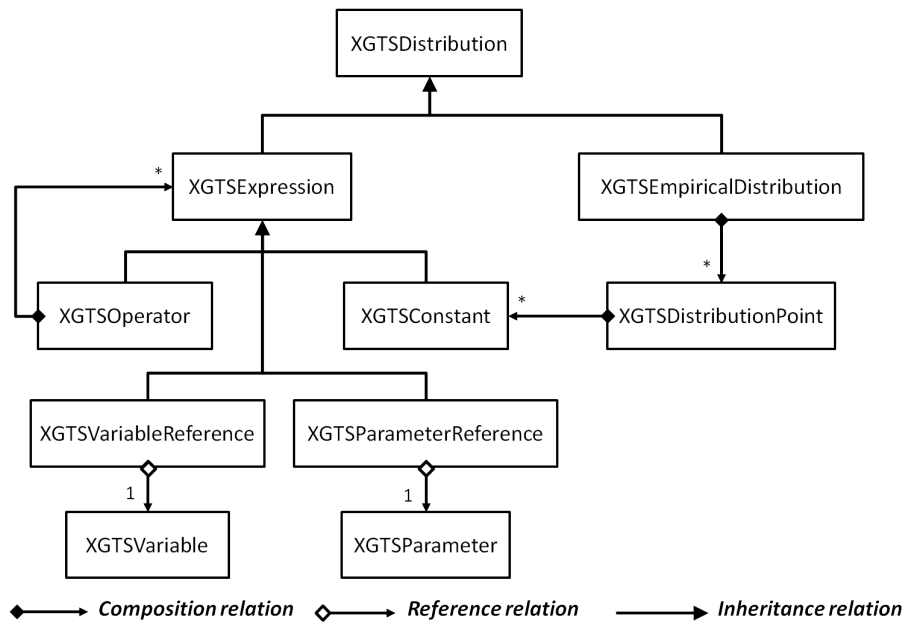 XGTSDistribution
*
XGTSExpression
XGTSEmpiricalDistribution
*
XGTSOperator
XGTSConstant
*
XGTSDistributionPoint
XGTSVariableReference
XGTSParameterReference
1
1
XGTSVariable
XGTSParameter
Composition relation
Reference relation
Inheritance relation